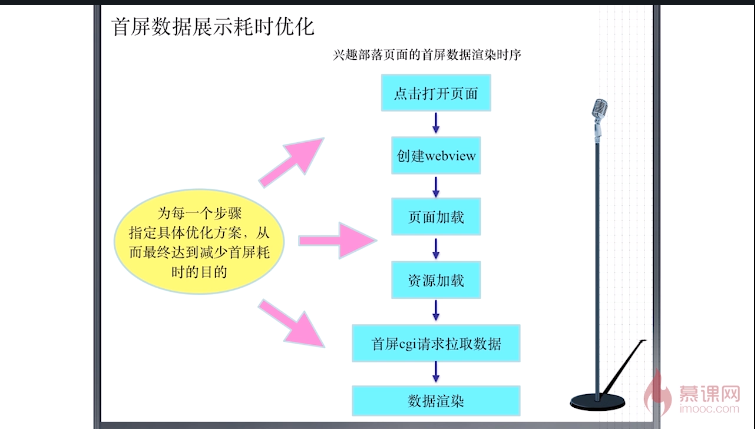 首屏数据展示耗时优化
兴趣部落页面的首屏数据渲染时序
点击打开页面
创建webview
页面加载
资源加载
首屏cgi请求拉取数据
数据渲染
为每一个步骤
指定具体优化方案，从
而最终达到减少首屏耗
时的目的
慕课网
imooc.com